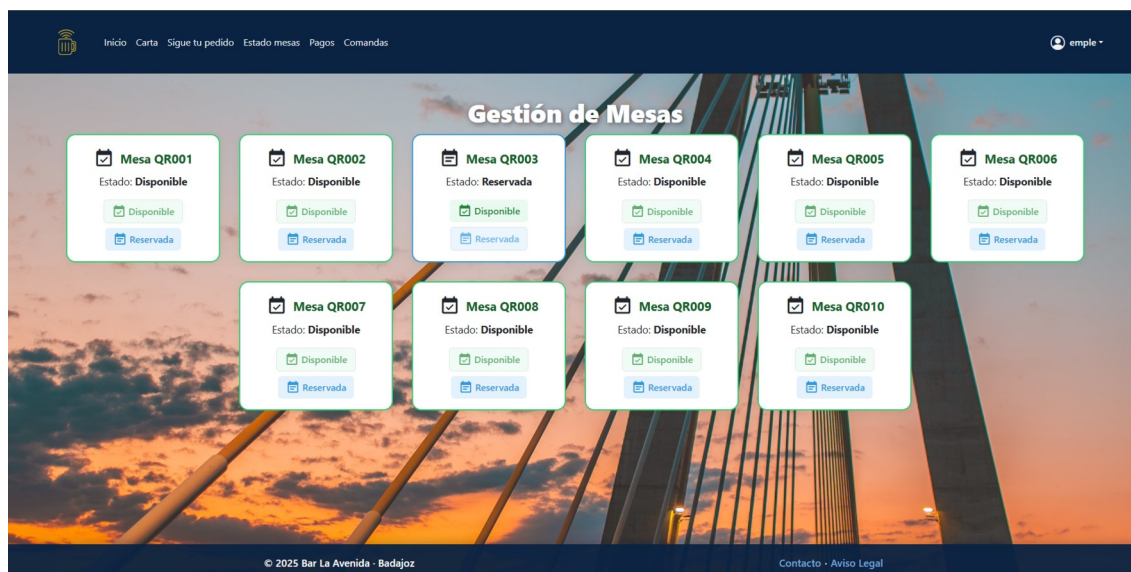 Inicio Carta Sigue tu pedido Estado mesas Pagos Comandas emple
Gestión de Mesas
Mesa QR001 Mesa QR002 Mesa QR003 Mesa QR004 Mesa QR005 Mesa QR006
Estado: Disponible Estado: Disponible Estado: Reservada Estado: Disponible Estado: Disponible Estado: Disponible
Disponible Disponible Disponible Disponible Disponible Disponible
Reservada Reservada Reservada Reservada Reservada Reservada
Mesa QR007 Mesa QR008 Mesa QR009 Mesa QR010
Estado: Disponible Estado: Disponible Estado: Disponible Estado: Disponible
Disponible Disponible Disponible Disponible
Reservada Reservada Reservada Reservada
© 2025 Bar La Avenida · Badajoz Contacto · Aviso Legal